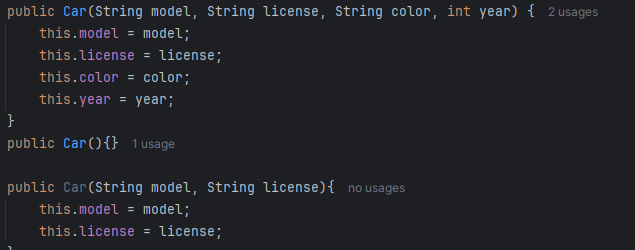 public Car(String model, String license, String color, int year) { 2 usages
    this.model = model;
    this.license = license;
    this.color = color;
    this.year = year;
}
public Car(){} 1 usage

public Car(String model, String license){ no usages
    this.model = model;
    this.license = license;
}